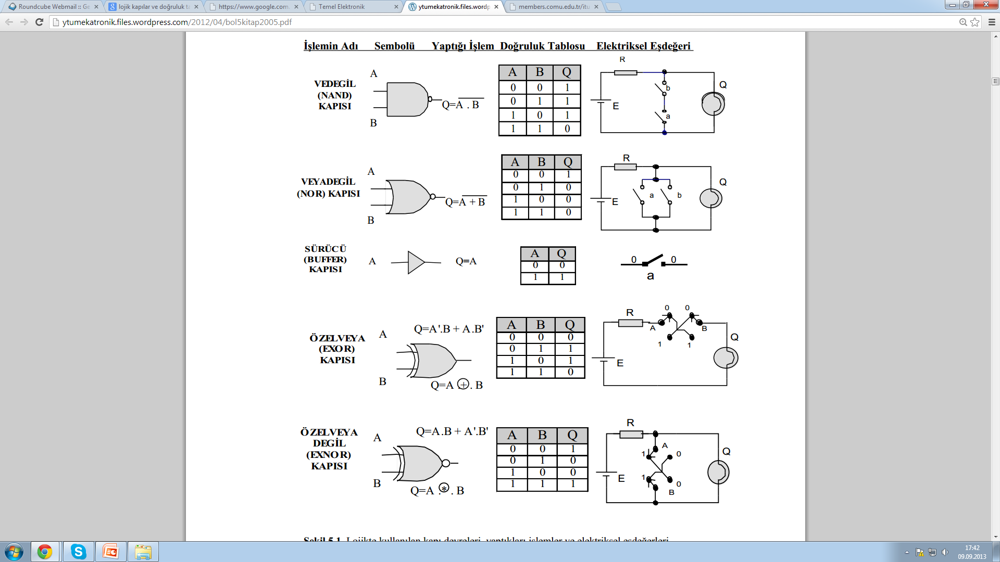 Roundcube Webmail :: Ge
lojik kapılar ve doğruluk ta
https://www.google.com.
Temel Elektronik
ytumekatronik.files.wordp
members.comu.edu.tr/itu
ytumekatronik.files.wordpress.com/2012/04/bol5kitap2005.pdf
İşlemin Adı Sembolü Yaptığı İşlem Doğruluk Tablosu Elektriksel Eşdeğeri
VEDEGİL
(NAND)
KAPISI
A
B
Q=A . B
A B Q
0 0 1
0 1 1
1 0 1
1 1 0
R
E
b
a
Q
VEYADEGİL
(NOR) KAPISI
A
B
Q=A + B
A B Q
0 0 1
0 1 0
1 0 0
1 1 0
R
E
a
b
Q
SÜRÜCÜ
(BUFFER)
KAPISI
A
Q=A
A Q
0 0
1 1
0 0
a
ÖZELVEYA
(EXOR)
KAPISI
A
B
Q=A'.B + A.B'
Q=A . + . B
A B Q
0 0 0
0 1 1
1 0 1
1 1 0
R
E
0 0
A B
1 1
Q
ÖZELVEYA
DEGİL
(EXNOR)
KAPISI
A
B
Q=A.B + A'.B'
Q=A . * . B
A B Q
0 0 1
0 1 0
1 0 0
1 1 1
R
E
A
1 0
1 0
B
Q
Şekil 5.1. Lojikte kullanılan kapı devreleri, yaptıkları işlemler ve elektriksel eşdeğerleri
17:42
09.09.2013